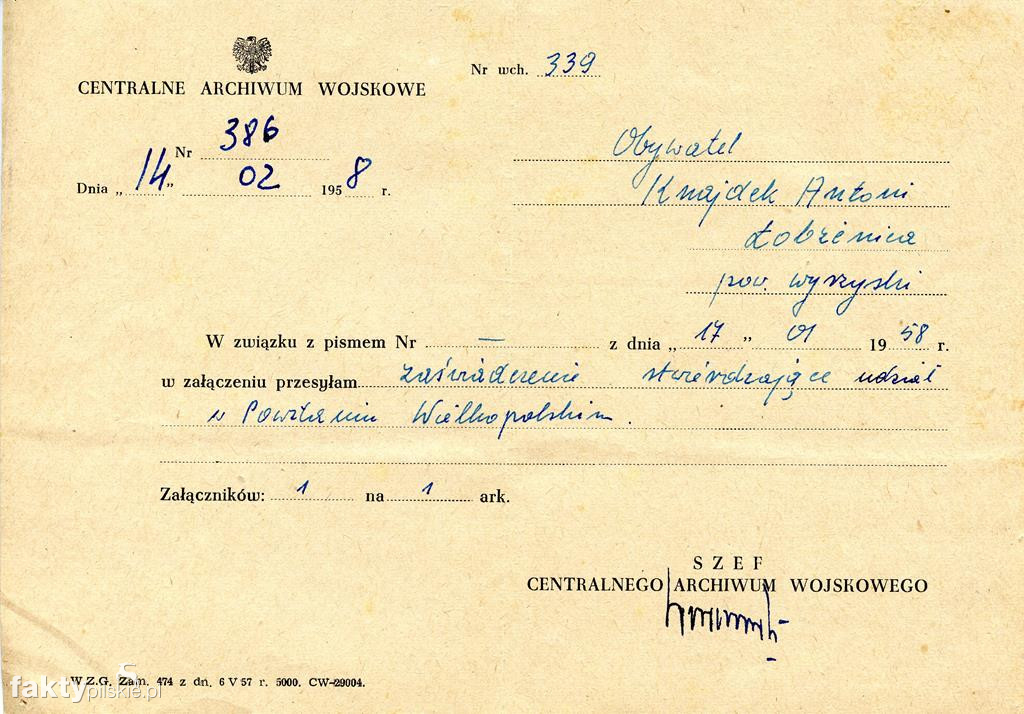 CENTRALNE ARCHIWUM WOJSKOWE
Nr wch. 339
Nr 386
Dnia „14" 02 1958 r.
Obywatel
Knajdek Antoni
Łobżenica
pow. wyrzyski
W związku z pismem Nr — z dnia „17" 01 1958 r.
w załączeniu przesyłam zaświadczenie stwierdzające udział
w Powstaniu Wielkopolskim.
Załączników: 1 na 1 ark.
SZEF
CENTRALNEGO ARCHIWUM WOJSKOWEGO
W.Z.G. Zam. 474 z dn. 6 V 57 r. 5000. CW-29004.
faktypilskie.pl